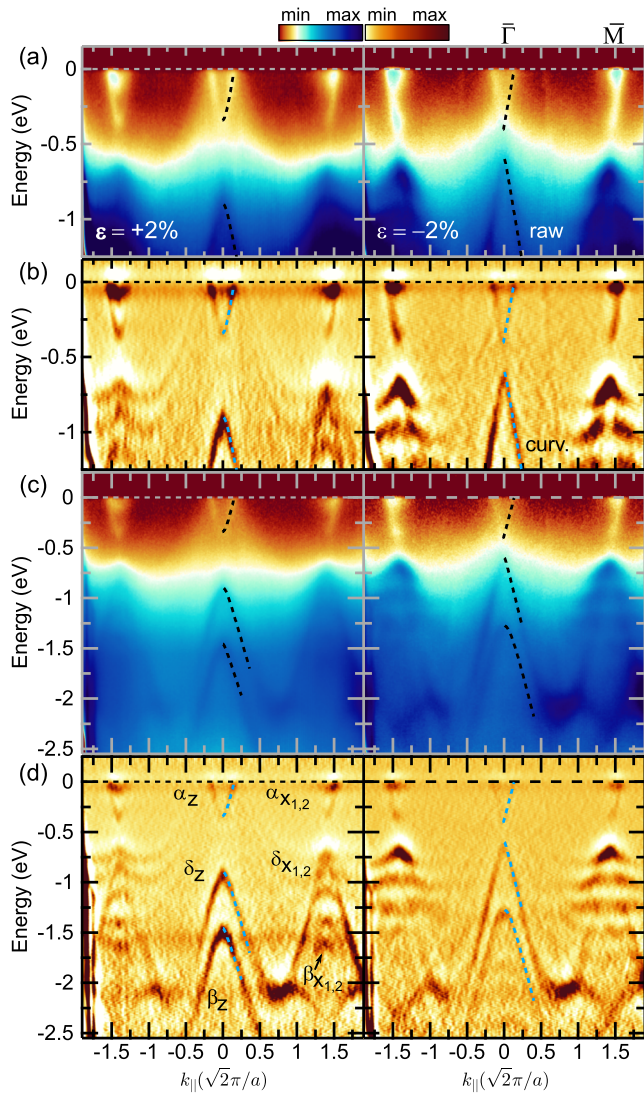 min max min max
Γ̅ M̅
(a)
0
-0.5
-1
Energy (eV)
ε = +2%
ε = −2%
raw
(b)
0
-0.5
-1
Energy (eV)
curv.
(c)
0
-0.5
-1
-1.5
-2
-2.5
Energy (eV)
(d)
0
-0.5
-1
-1.5
-2
-2.5
Energy (eV)
αz αx1,2
δz δx1,2
βz βx1,2
-1.5 -1 -0.5 0 0.5 1 1.5 -1.5 -1 -0.5 0 0.5 1 1.5
k||(√2π/a) k||(√2π/a)